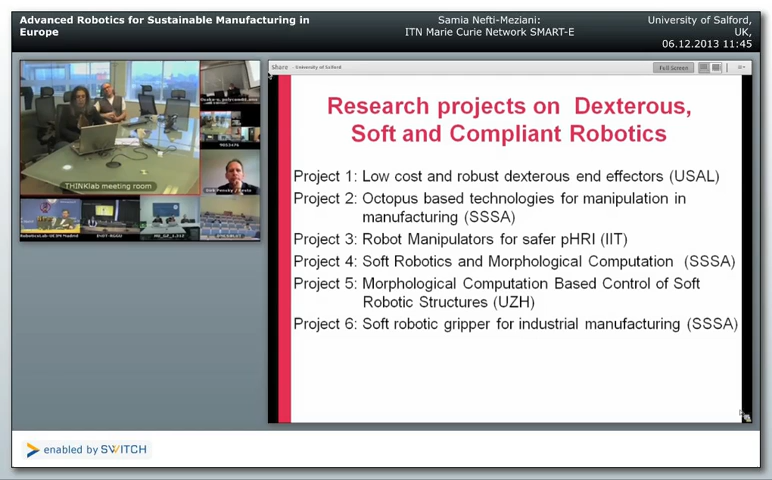 Advanced Robotics for Sustainable Manufacturing in
Europe
Samia Nefti-Meziani:
ITN Marie Curie Network SMART-E
University of Salford,
UK,
06.12.2013 11:45
Share
University of Salford
Full Screen
THINKlab meeting room
Research projects on Dexterous,
Soft and Compliant Robotics
Project 1: Low cost and robust dexterous end effectors (USAL)
Project 2: Octopus based technologies for manipulation in
manufacturing (SSSA)
Project 3: Robot Manipulators for safer pHRI (IIT)
Project 4: Soft Robotics and Morphological Computation (SSSA)
Project 5: Morphological Computation Based Control of Soft
Robotic Structures (UZH)
Project 6: Soft robotic gripper for industrial manufacturing (SSSA)
enabled by SWITCH